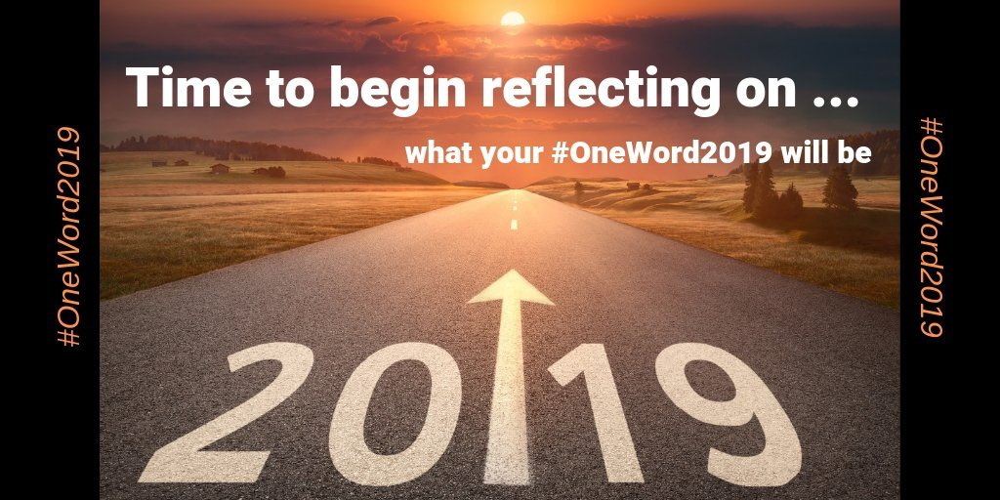 Time to begin reflecting on ...
what your #OneWord2019 will be
#OneWord2019
#OneWord2019
2019